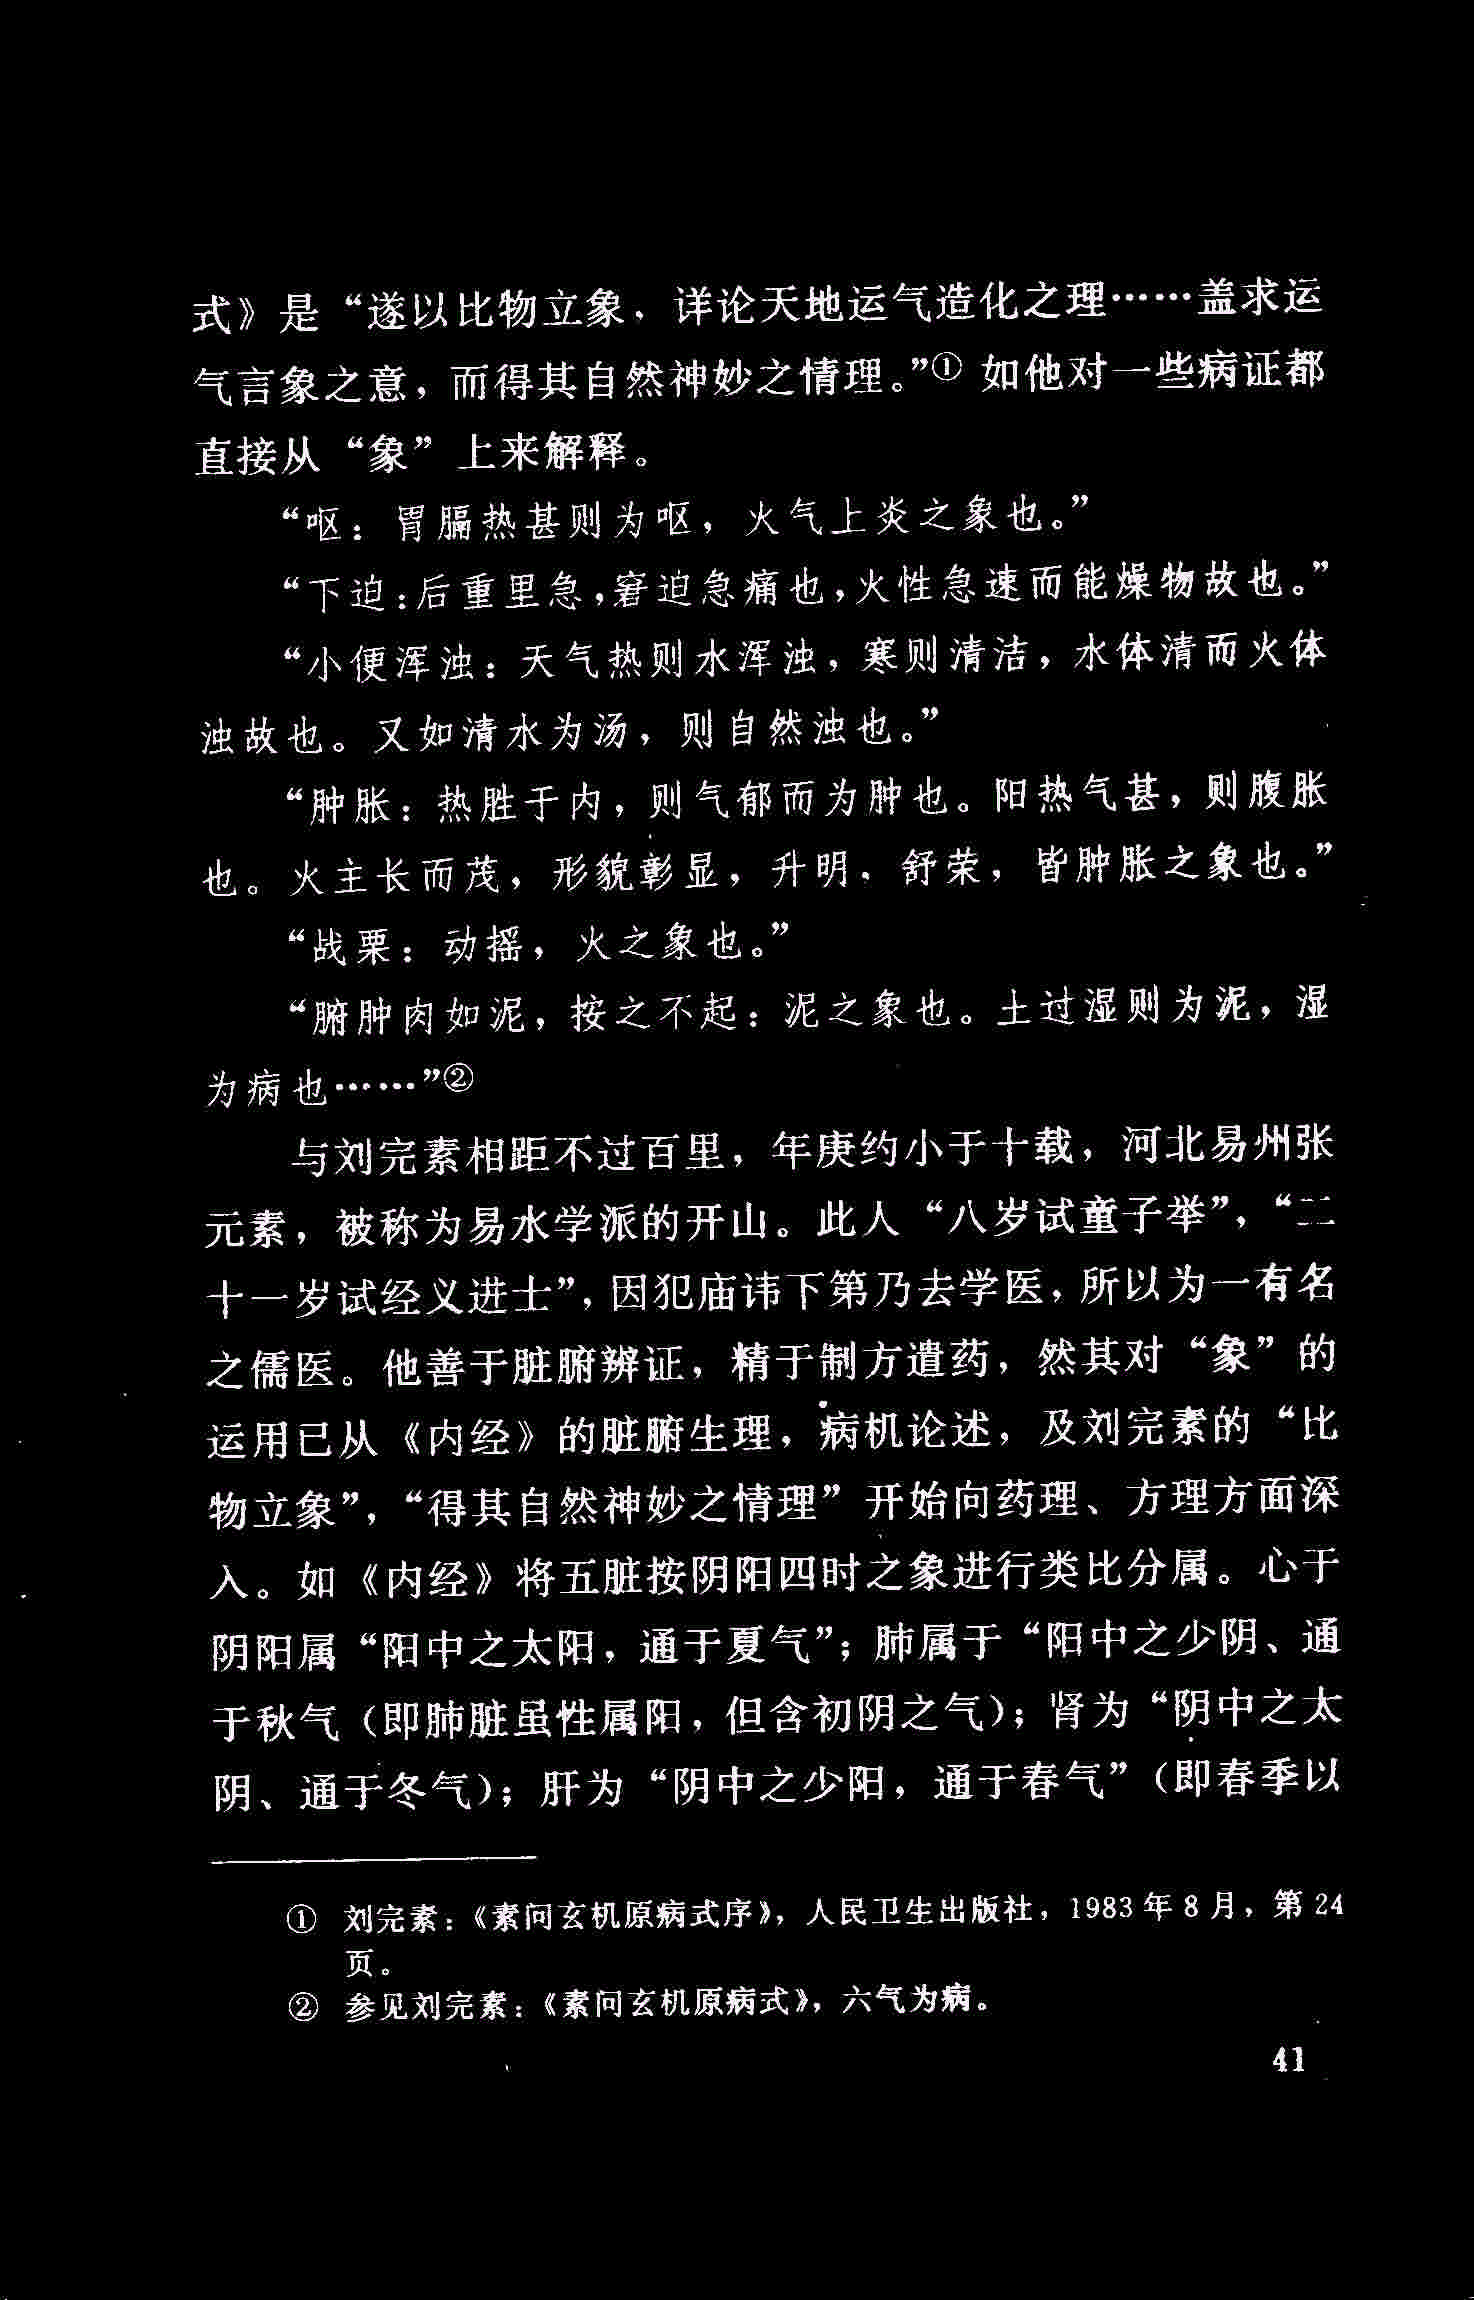 式》是“遂以比物立象，详论天地运气造化之理……盖求运
气言象之意，而得其自然神妙之情理。”① 如他对一些病证都
直接从“象”上来解释。
“呕：胃膈热甚则为呕，火气上炎之象也。”
“下迫：后重里急，窘迫急痛也，火性急速而能燥物故也。”
“小便浑浊：天气热则水浑浊，寒则清洁，水体清而火体
浊故也。又如清水为汤，则自然浊也。”
“肿胀：热胜于内，则气郁而为肿也。阳热气甚，则腹胀
也。火主长而茂，形貌彰显，升明，舒荣，皆肿胀之象也。”
“战栗：动摇，火之象也。”
“腑肿肉如泥，按之不起：泥之象也。土过湿则为泥，湿
为病也……”②
与刘完素相距不过百里，年庚约小于十载，河北易州张
元素，被称为易水学派的开山。此人“八岁试童子举”，“二
十一岁试经义进士”，因犯庙讳下第乃去学医，所以为一有名
之儒医。他善于脏腑辨证，精于制方遣药，然其对“象”的
运用已从《内经》的脏腑生理，病机论述，及刘完素的“比
物立象”，“得其自然神妙之情理”开始向药理、方理方面深
入。如《内经》将五脏按阴阳四时之象进行类比分属。心于
阴阳属“阳中之太阳，通于夏气”；肺属于“阳中之少阴、通
于秋气（即肺脏虽性属阳，但含初阴之气）；肾为“阴中之太
阴、通于冬气）；肝为“阴中之少阳，通于春气”（即春季以
① 刘完素：《素问玄机原病式序》，人民卫生出版社，1983 年 8 月，第 24
页。
② 参见刘完素：《素问玄机原病式》，六气为病。
41